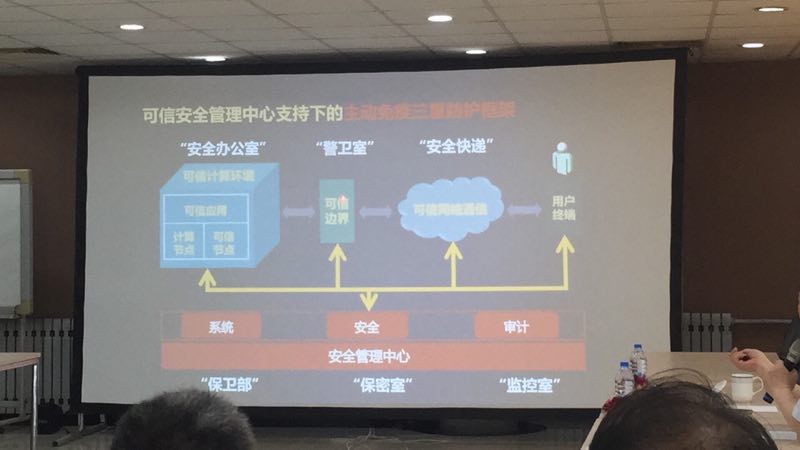 可信安全管理中心支持下的主动免疫三重防护框架
“安全办公室” “警卫室” “安全快递”
可信计算环境
可信应用
计算节点 可信节点
可信边界
可信网络通信
用户终端
系统 安全 审计
安全管理中心
“保卫部” “保密室” “监控室”